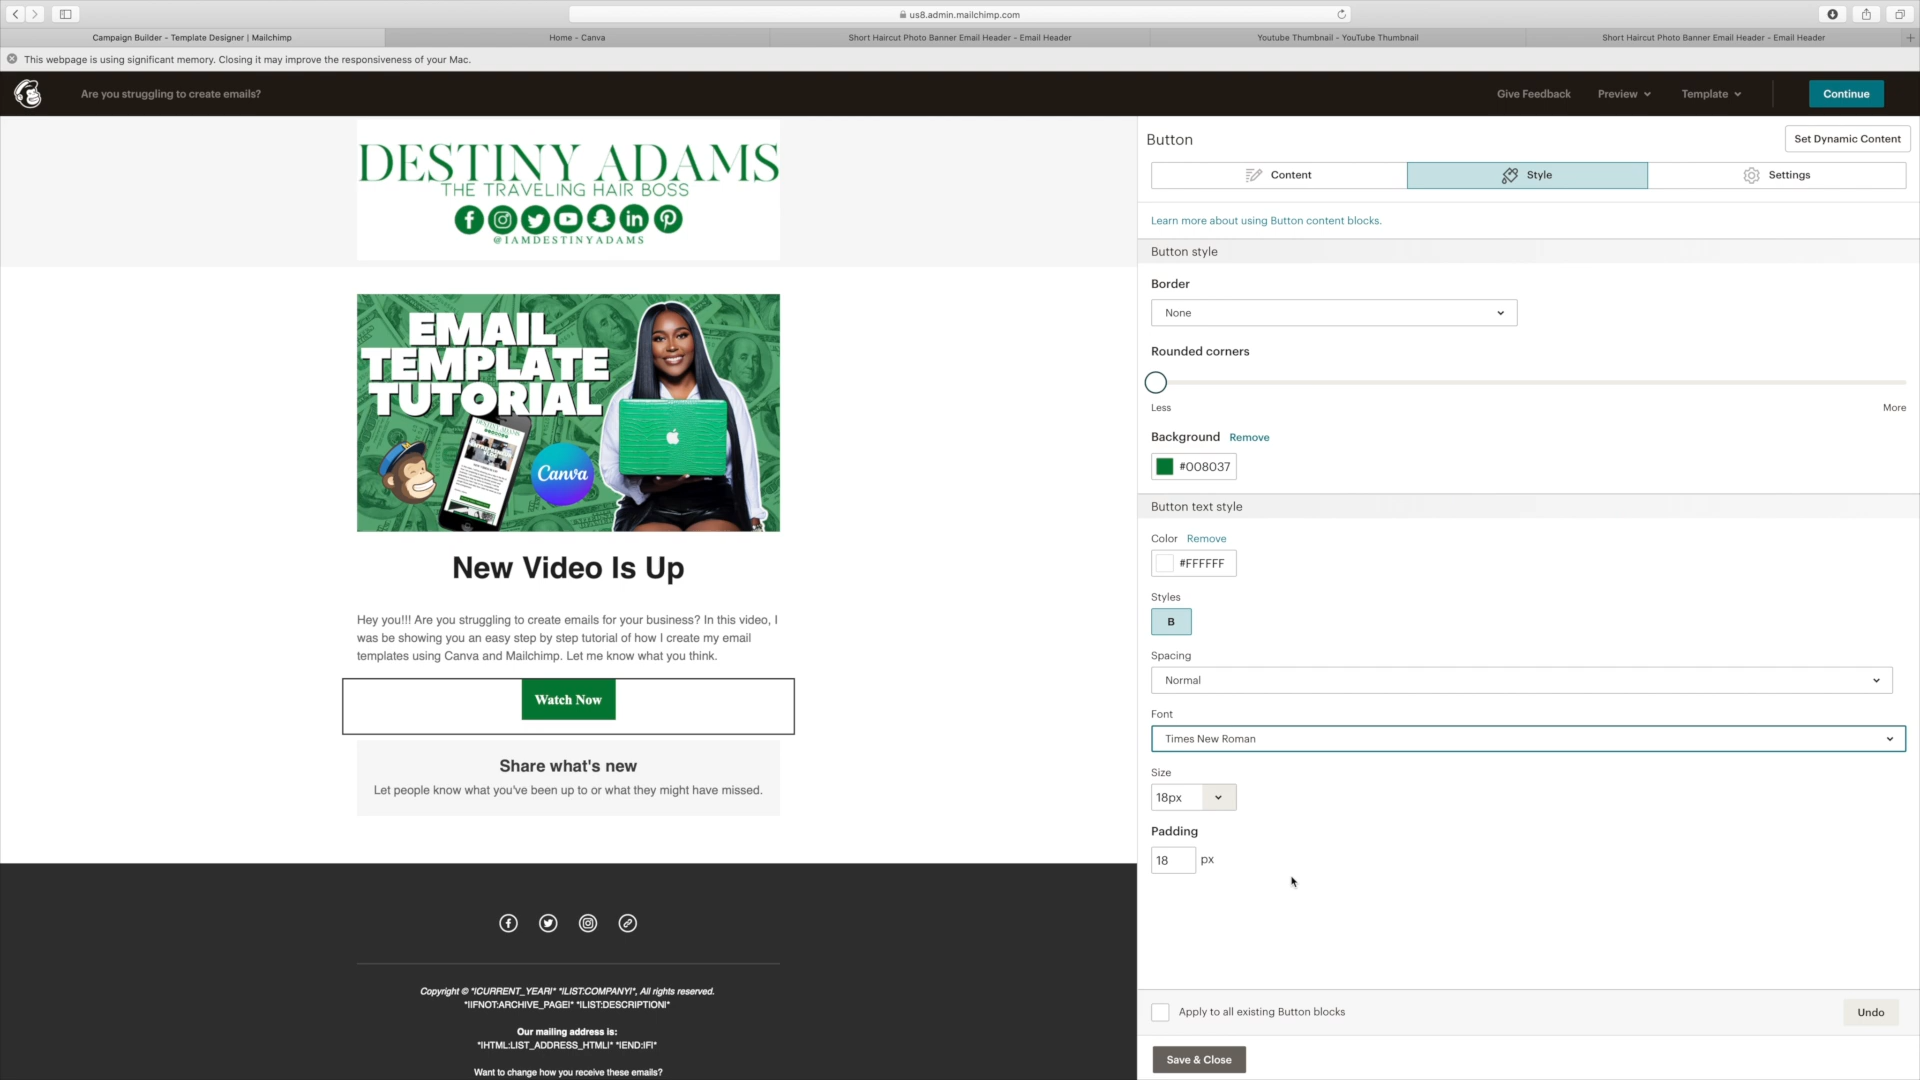 us8.admin.mailchimp.com
Campaign Builder - Template Designer | Mailchimp
Home - Canva
Short Haircut Photo Banner Email Header - Email Header
Youtube Thumbnail - YouTube Thumbnail
Short Haircut Photo Banner Email Header - Email Header
This webpage is using significant memory. Closing it may improve the responsiveness of your Mac.
Are you struggling to create emails?
Give Feedback
Preview
Template
Continue
DESTINY ADAMS
THE TRAVELING HAIR BOSS
@IAMDESTINYADAMS
EMAIL
TEMPLATE
TUTORIAL
Canva
New Video Is Up
Hey you!!! Are you struggling to create emails for your business? In this video, I
was be showing you an easy step by step tutorial of how I create my email
templates using Canva and Mailchimp. Let me know what you think.
Watch Now
Share what's new
Let people know what you've been up to or what they might have missed.
Copyright © *|CURRENT_YEAR|* *|LIST:COMPANY|*, All rights reserved.
*|IFNOT:ARCHIVE_PAGE|* *|LIST:DESCRIPTION|*
Our mailing address is:
*|HTML:LIST_ADDRESS_HTML|* *|END:IF|*
Want to change how you receive these emails?
Button
Set Dynamic Content
Content
Style
Settings
Learn more about using Button content blocks.
Button style
Border
None
Rounded corners
Less
More
Background Remove
#008037
Button text style
Color Remove
#FFFFFF
Styles
B
Spacing
Normal
Font
Times New Roman
Size
18px
Padding
18 px
Apply to all existing Button blocks
Undo
Save & Close